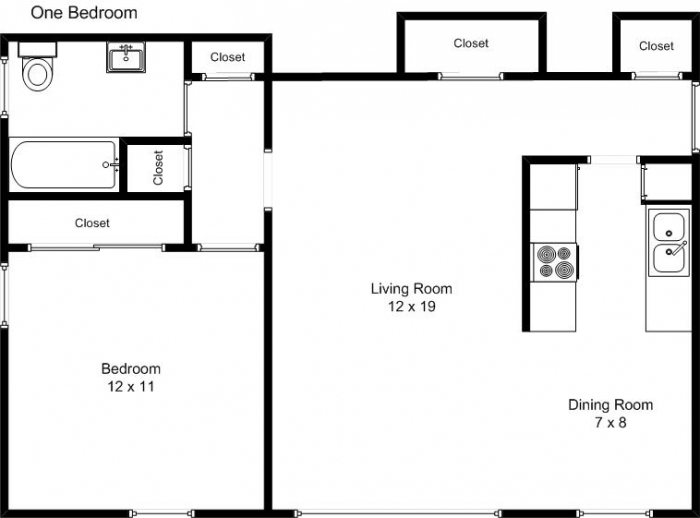 One Bedroom
Closet
Closet
Closet
Closet
Closet
Living Room
12 x 19
Bedroom
12 x 11
Dining Room
7 x 8